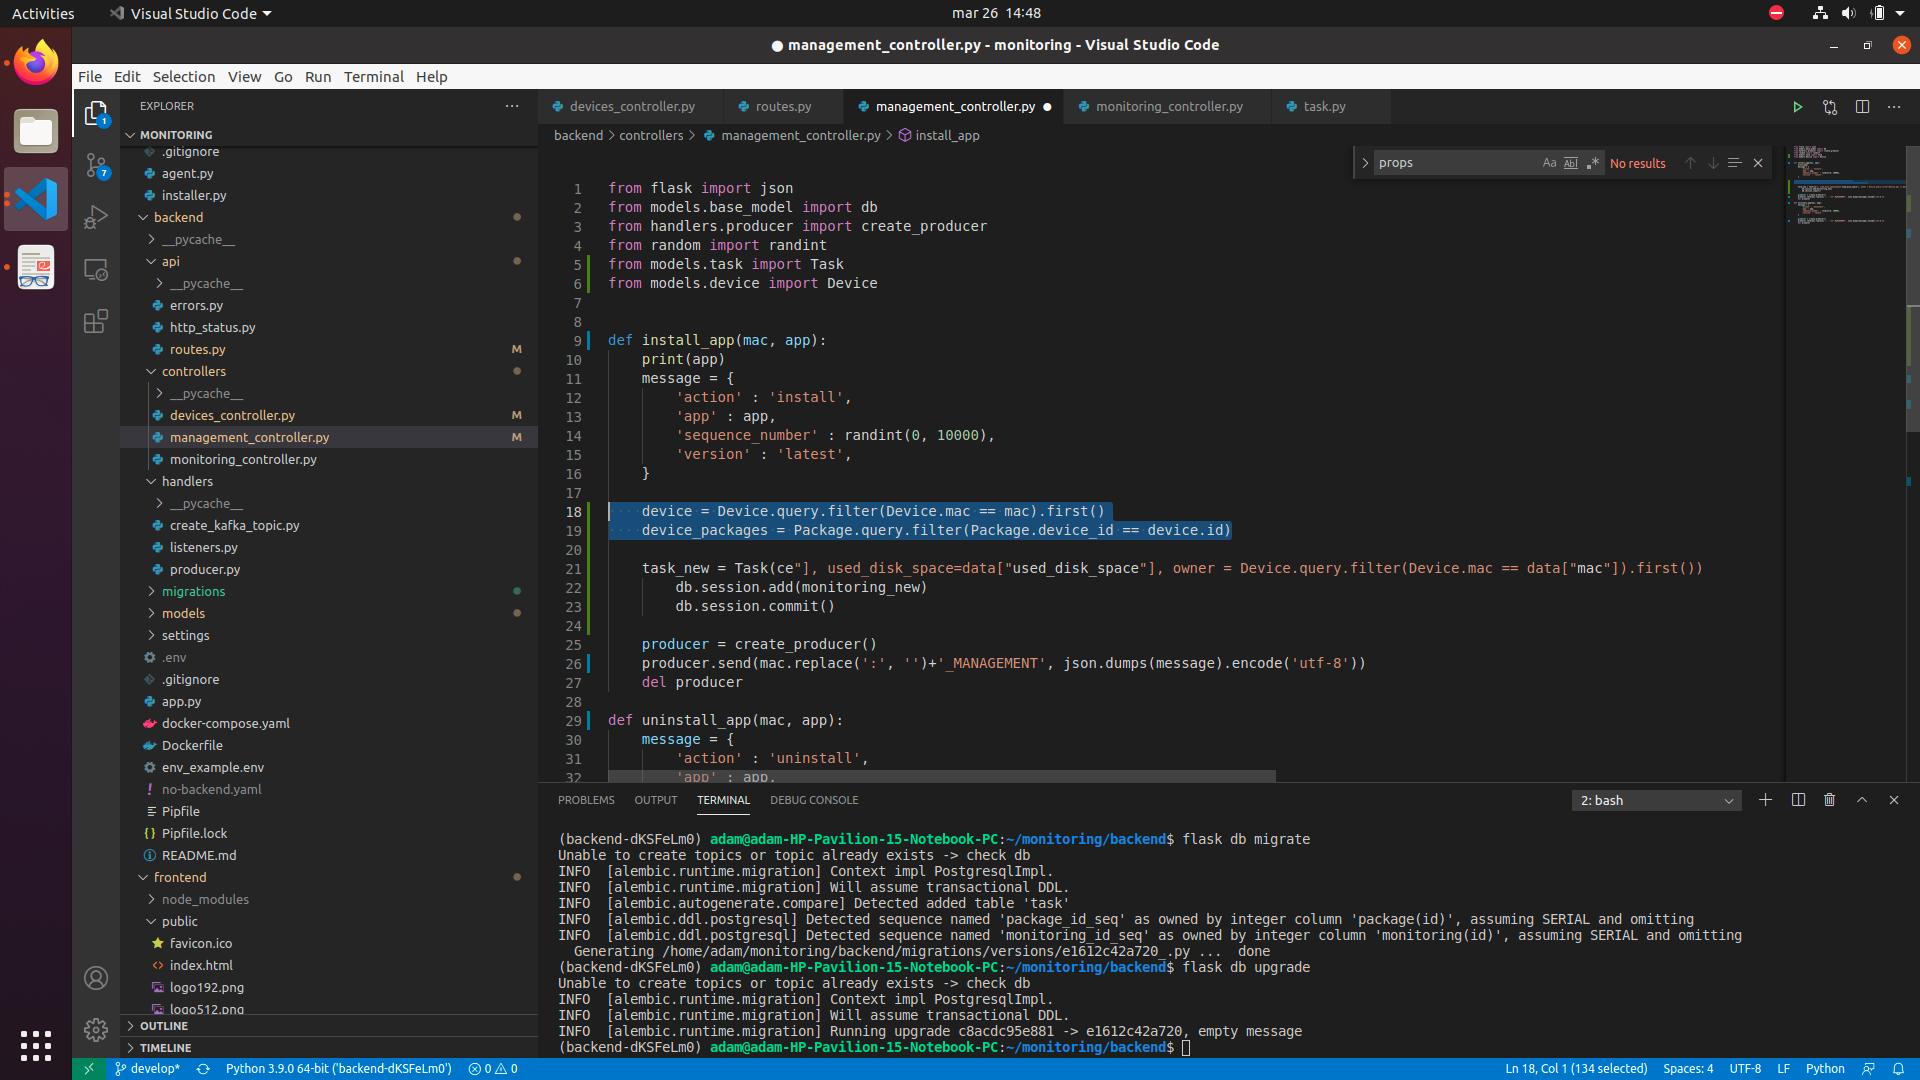 Activities
Visual Studio Code
mar 26 14:48
● management_controller.py - monitoring - Visual Studio Code
File Edit Selection View Go Run Terminal Help
1
7
EXPLORER
MONITORING
.gitignore
agent.py
installer.py
backend
__pycache__
api
__pycache__
errors.py
http_status.py
routes.py M
controllers
__pycache__
devices_controller.py M
management_controller.py M
monitoring_controller.py
handlers
__pycache__
create_kafka_topic.py
listeners.py
producer.py
migrations
models
settings
.env
.gitignore
app.py
docker-compose.yaml
Dockerfile
env_example.env
no-backend.yaml
Pipfile
Pipfile.lock
README.md
frontend
node_modules
public
favicon.ico
index.html
logo192.png
logo512.png
OUTLINE
TIMELINE
devices_controller.py routes.py management_controller.py monitoring_controller.py task.py
backend > controllers > management_controller.py > install_app
props Aa Abl .* No results
1 from flask import json
2 from models.base_model import db
3 from handlers.producer import create_producer
4 from random import randint
5 from models.task import Task
6 from models.device import Device
7
8
9 def install_app(mac, app):
10 print(app)
11 message = {
12 'action' : 'install',
13 'app' : app,
14 'sequence_number' : randint(0, 10000),
15 'version' : 'latest',
16 }
17
18 device = Device.query.filter(Device.mac == mac).first()
19 device_packages = Package.query.filter(Package.device_id == device.id)
20
21 task_new = Task(ce"], used_disk_space=data["used_disk_space"], owner = Device.query.filter(Device.mac == data["mac"]).first())
22 db.session.add(monitoring_new)
23 db.session.commit()
24
25 producer = create_producer()
26 producer.send(mac.replace(':', '')+'_MANAGEMENT', json.dumps(message).encode('utf-8'))
27 del producer
28
29 def uninstall_app(mac, app):
30 message = {
31 'action' : 'uninstall',
32 'app' : app,
PROBLEMS OUTPUT TERMINAL DEBUG CONSOLE
2: bash
(backend-dKSFeLm0) adam@adam-HP-Pavilion-15-Notebook-PC:~/monitoring/backend$ flask db migrate
Unable to create topics or topic already exists -> check db
INFO [alembic.runtime.migration] Context impl PostgresqlImpl.
INFO [alembic.runtime.migration] Will assume transactional DDL.
INFO [alembic.autogenerate.compare] Detected added table 'task'
INFO [alembic.ddl.postgresql] Detected sequence named 'package_id_seq' as owned by integer column 'package(id)', assuming SERIAL and omitting
INFO [alembic.ddl.postgresql] Detected sequence named 'monitoring_id_seq' as owned by integer column 'monitoring(id)', assuming SERIAL and omitting
Generating /home/adam/monitoring/backend/migrations/versions/e1612c42a720_.py ... done
(backend-dKSFeLm0) adam@adam-HP-Pavilion-15-Notebook-PC:~/monitoring/backend$ flask db upgrade
Unable to create topics or topic already exists -> check db
INFO [alembic.runtime.migration] Context impl PostgresqlImpl.
INFO [alembic.runtime.migration] Will assume transactional DDL.
INFO [alembic.runtime.migration] Running upgrade c8acdc95e881 -> e1612c42a720, empty message
(backend-dKSFeLm0) adam@adam-HP-Pavilion-15-Notebook-PC:~/monitoring/backend$
develop* Python 3.9.0 64-bit ('backend-dKSFeLm0') 0 0
Ln 18, Col 1 (134 selected) Spaces: 4 UTF-8 LF Python